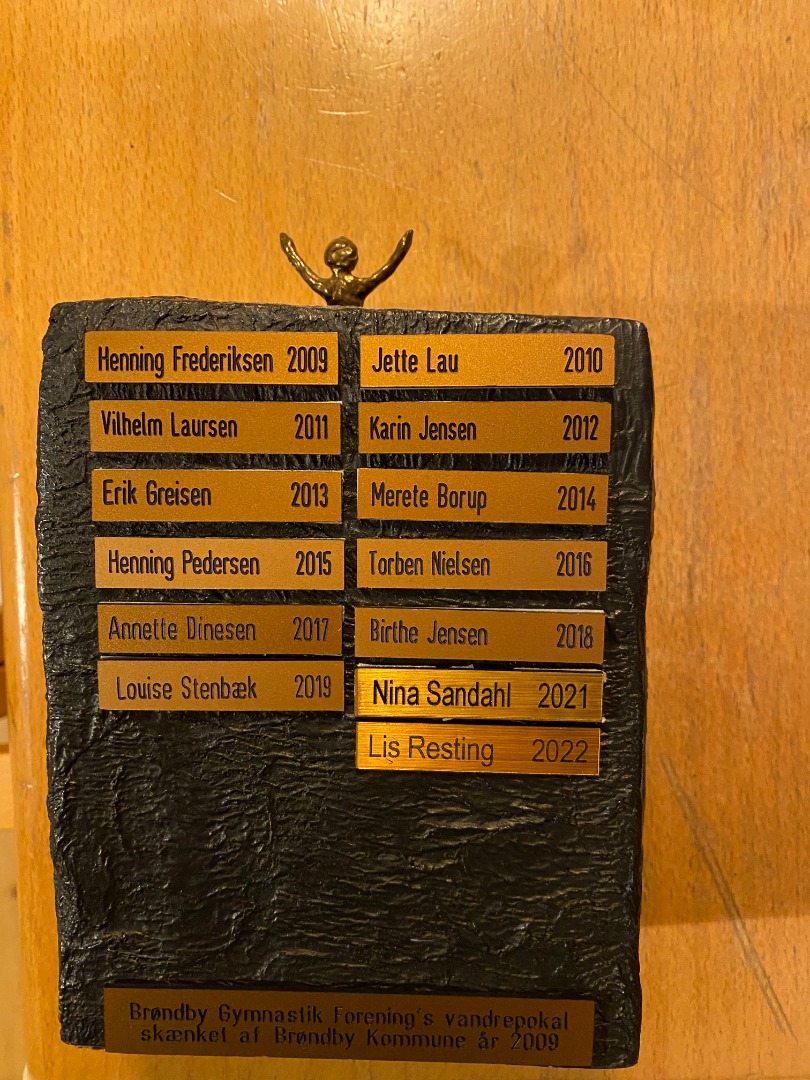 Henning Frederiksen 2009
Jette Lau 2010
Vilhelm Laursen 2011
Karin Jensen 2012
Erik Greisen 2013
Merete Borup 2014
Henning Pedersen 2015
Torben Nielsen 2016
Annette Dinesen 2017
Birthe Jensen 2018
Louise Stenbæk 2019
Nina Sandahl 2021
Lis Resting 2022
Brøndby Gymnastik Forening's vandrepokal
skænket af Brøndby Kommune år 2009